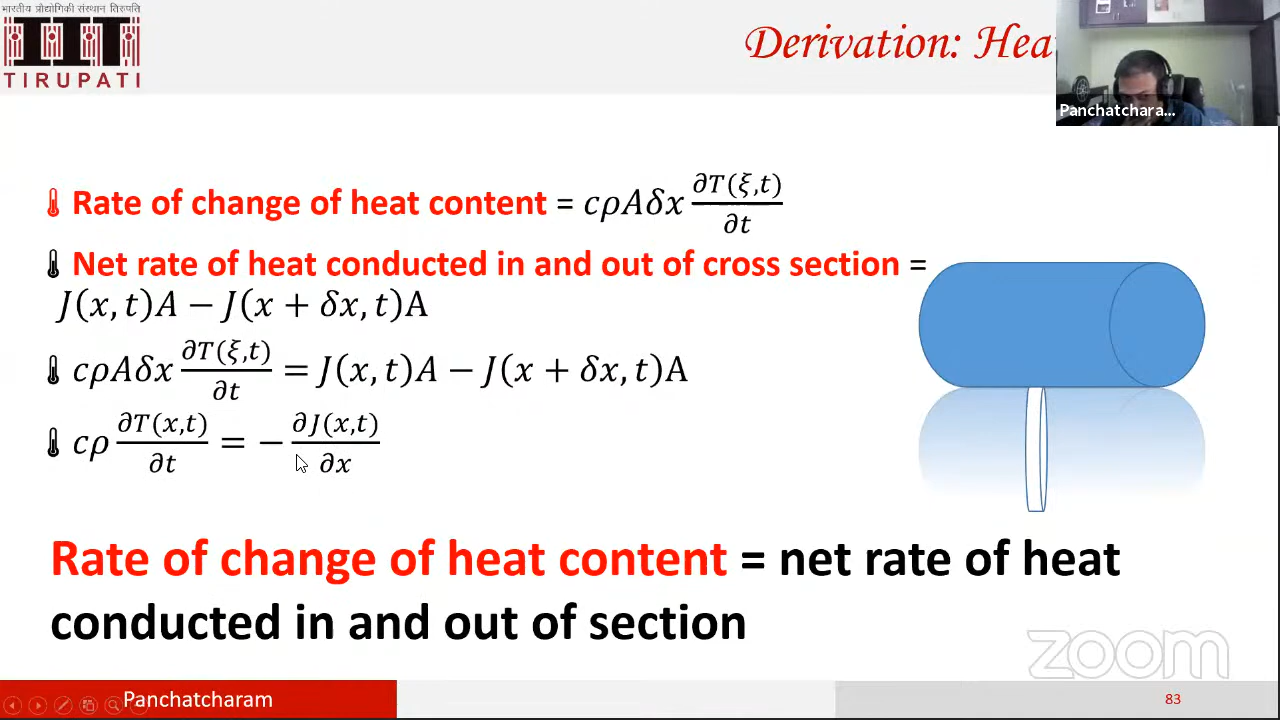 भारतीय प्रौद्योगिकी संस्थान तिरुपति
TIRUPATI
Derivation: Hea
Panchatchara...
Rate of change of heat content = cρAδx ∂T(ξ,t)/∂t
Net rate of heat conducted in and out of cross section =
J(x, t)A − J(x + δx, t)A
cρAδx ∂T(ξ,t)/∂t = J(x, t)A − J(x + δx, t)A
cρ ∂T(x,t)/∂t = − ∂J(x,t)/∂x
Rate of change of heat content = net rate of heat
conducted in and out of section
zoom
Panchatcharam
83